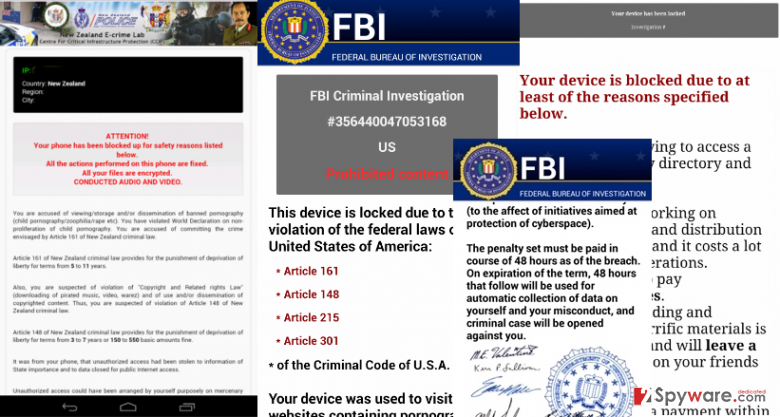 New Zealand
POLICE
New Zealand E-crime Lab
Centre For Critical Infrastructure Protection (CCIP)
IP:
Country: New Zealand
Region:
City:
ATTENTION!
Your phone has been blocked up for safety reasons listed
below.
All the actions performed on this phone are fixed.
All your files are encrypted.
CONDUCTED AUDIO AND VIDEO.
You are accused of viewing/storage and/or dissemination of banned pornography
(child pornography/zoophilia/rape etc). You have violated World Declaration on non-
proliferation of child pornography. You are accused of committing the crime
envisaged by Article 161 of New Zealand criminal law.
Article 161 of New Zealand criminal law provides for the punishment of deprivation of
liberty for terms from 5 to 11 years.
Also, you are suspected of violation of "Copyright and Related rights Law"
(downloading of pirated music, video, warez) and of use and/or dissemination of
copyrighted content. Thus, you are suspected of violation of Article 148 of New
Zealand criminal law.
Article 148 of New Zealand criminal law provides for the punishment of deprivation of
liberty for terms from 3 to 7 years or 150 to 550 basic amounts fine.
It was from your phone, that unauthorized access had been stolen to information of
State importance and to data closed for public Internet access.
Unauthorized access could have been arranged by yourself purposely on mercenary
FBI
FEDERAL BUREAU OF INVESTIGATION
FBI Criminal Investigation
#356440047053168
US
Prohibited content
This device is locked due to t
violation of the federal laws o
United States of America:
* Article 161
* Article 148
* Article 215
* Article 301
* of the Criminal Code of U.S.A.
Your device was used to visit
websites containing pornogra
FBI
FEDERAL BUREAU OF INVESTIGATION
(to the affect of initiatives aimed at
protection of cyberspace).
The penalty set must be paid in
course of 48 hours as of the breach.
On expiration of the term, 48 hours
that follow will be used for
automatic collection of data on
yourself and your misconduct, and
criminal case will be opened
against you.
Your device has been locked
Investigation #
Your device is blocked due to at
least of the reasons specified
below.
ying to access a
directory and
orking on
and distribution
and it costs a lot
erations.
pay
es.
ding and
rrific materials is
and will leave a
on your friends
a payment within
2Spyware.com
dedicated